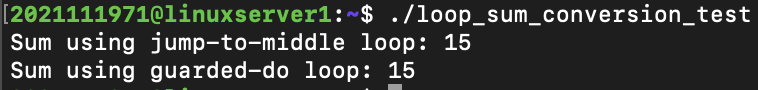 [2021111971@linuxserver1:~$ ./loop_sum_conversion_test
Sum using jump-to-middle loop: 15
Sum using guarded-do loop: 15